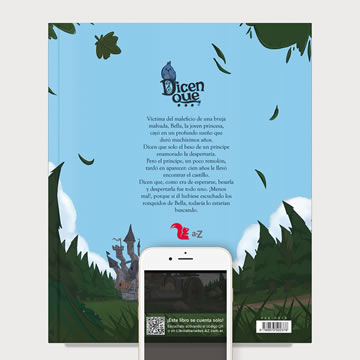 Dicen
que
Víctima del maleficio de una bruja
malvada, Bella, la joven princesa,
cayó en un profundo sueño que
duró muchísimos años.
Dicen que solo el beso de un príncipe
enamorado la despertaría.
Pero el príncipe, un poco remolón,
tardó en aparecer: cien años le llevó
encontrar el castillo.
Dicen que, como era de esperarse, besarla
y despertarla fue todo uno. ¡Menos
mal!, porque si él hubiese escuchado los
ronquidos de Bella, todavía lo estarían
buscando.
a-Z
¡Este libro se cuenta solo!